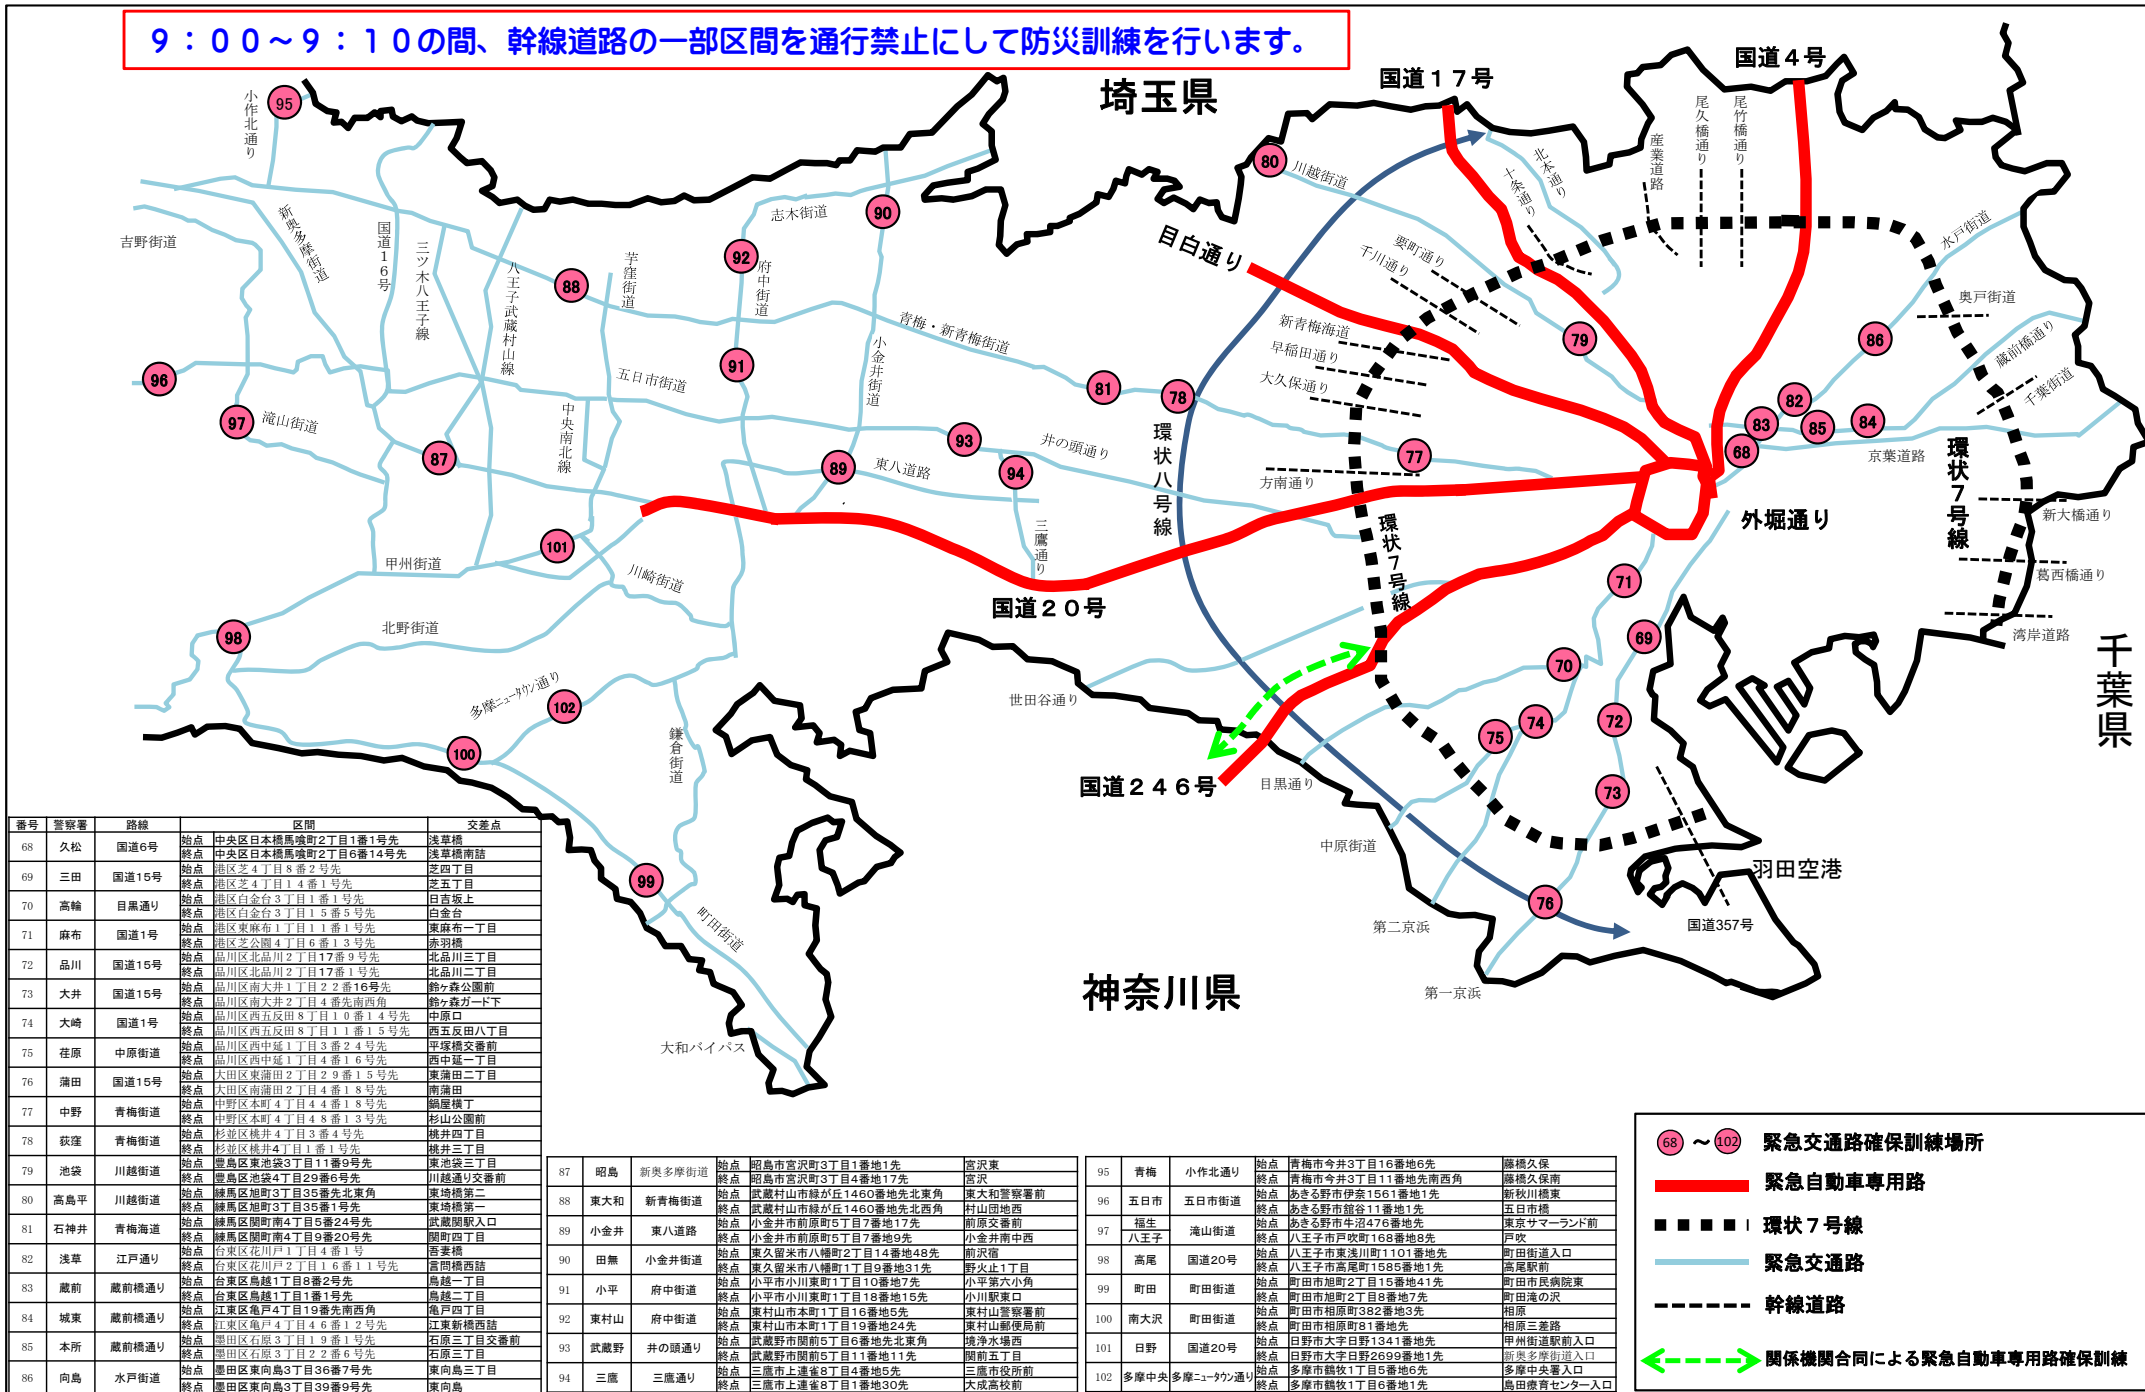 9：００～9：１０の間、幹線道路の一部区間を通行禁止にして防災訓練を行います。
埼玉県
国道１７号
国道４号
95
小作北通り
80
川越街道
十条通り
北本通り
産業道路
尾久橋通り
尾竹橋通り
吉野街道
新奥多摩街道
国道１６号
三ツ木八王子線
八王子武蔵村山線
88
芋窪街道
92
府中街道
志木街道
90
目白通り
千川通り
要町通り
水戸街道
奥戸街道
蔵前橋通り
千葉街道
青梅・新青梅街道
小金井街道
新青梅海道
早稲田通り
大久保通り
79
86
96
97
滝山街道
五日市街道
91
81
78
82
83
85
84
68
京葉道路
87
中央南北線
89
東八道路
93
94
井の頭通り
環状八号線
77
方南通り
環状７号線
外堀通り
環状７号線
新大橋通り
葛西橋通り
湾岸道路
千葉県
101
甲州街道
川崎街道
三鷹通り
国道２０号
71
69
98
北野街道
70
世田谷通り
102
多摩ニュータウン通り
100
鎌倉街道
国道２４６号
目黒通り
74
75
72
73
中原街道
羽田空港
国道357号
99
町田街道
第二京浜
76
第一京浜
神奈川県
大和バイパス
番号 警察署 路線 区間 交差点
68 久松 国道6号 始点 中央区日本橋馬喰町2丁目1番1号先 浅草橋
終点 中央区日本橋馬喰町2丁目6番14号先 浅草橋南詰
69 三田 国道15号 始点 港区芝４丁目８番２号先 芝四丁目
終点 港区芝４丁目１４番１号先 芝五丁目
70 高輪 目黒通り 始点 港区白金台３丁目１番１号先 日吉坂上
終点 港区白金台３丁目１５番５号先 白金台
71 麻布 国道1号 始点 港区東麻布１丁目１１番１号先 東麻布一丁目
終点 港区芝公園４丁目６番１３号先 赤羽橋
72 品川 国道15号 始点 品川区北品川２丁目17番９号先 北品川三丁目
終点 品川区北品川２丁目17番１号先 北品川二丁目
73 大井 国道15号 始点 品川区南大井１丁目２２番16号先 鈴ヶ森公園前
終点 品川区南大井２丁目４番先南西角 鈴ヶ森ガード下
74 大崎 国道1号 始点 品川区西五反田８丁目１０番１４号先 中原口
終点 品川区西五反田８丁目１１番１５号先 西五反田八丁目
75 荏原 中原街道 始点 品川区西中延１丁目３番２４号先 平塚橋交番前
終点 品川区西中延１丁目４番１６号先 西中延一丁目
76 蒲田 国道15号 始点 大田区東蒲田２丁目２９番１５号先 東蒲田二丁目
終点 大田区南蒲田２丁目４番１８号先 南蒲田
77 中野 青梅街道 始点 中野区本町４丁目４４番１８号先 鍋屋横丁
終点 中野区本町４丁目４８番１３号先 杉山公園前
78 荻窪 青梅街道 始点 杉並区桃井４丁目３番４号先 桃井四丁目
終点 杉並区桃井4丁目１番１号先 桃井三丁目
79 池袋 川越街道 始点 豊島区東池袋3丁目11番9号先 東池袋三丁目
終点 豊島区池袋4丁目29番6号先 川越通り交番前
80 高島平 川越街道 始点 練馬区旭町3丁目35番先北東角 東埼橋第二
終点 練馬区旭町3丁目35番1号先 東埼橋第一
81 石神井 青梅海道 始点 練馬区関町南4丁目5番24号先 武蔵関駅入口
終点 練馬区関町南4丁目9番20号先 関町四丁目
82 浅草 江戸通り 始点 台東区花川戸１丁目４番１号 吾妻橋
終点 台東区花川戸２丁目１６番１１号先 言問橋西詰
83 蔵前 蔵前橋通り 始点 台東区鳥越1丁目8番2号先 鳥越一丁目
終点 台東区鳥越1丁目1番1号先 鳥越二丁目
84 城東 蔵前橋通り 始点 江東区亀戸4丁目19番先南西角 亀戸四丁目
終点 江東区亀戸４丁目４６番１２号先 江東新橋西詰
85 本所 蔵前橋通り 始点 墨田区石原３丁目１９番１号先 石原三丁目交番前
終点 墨田区石原３丁目２２番６号先 石原三丁目
86 向島 水戸街道 始点 墨田区東向島3丁目36番7号先 東向島三丁目
終点 墨田区東向島3丁目39番9号先 東向島
87 昭島 新奥多摩街道 始点 昭島市宮沢町3丁目1番地1先 宮沢東
終点 昭島市宮沢町3丁目4番地17先 宮沢
88 東大和 新青梅街道 始点 武蔵村山市緑が丘1460番地先北東角 東大和警察署前
終点 武蔵村山市緑が丘1460番地先北西角 村山団地西
89 小金井 東八道路 始点 小金井市前原町5丁目7番地17先 前原交番前
終点 小金井市前原町5丁目7番地9先 小金井南中西
90 田無 小金井街道 始点 東久留米市八幡町2丁目14番地48先 前沢宿
終点 東久留米市八幡町1丁目9番地31先 野火止1丁目
91 小平 府中街道 始点 小平市小川東町1丁目10番地7先 小平第六小角
終点 小平市小川東町1丁目18番地15先 小川駅東口
92 東村山 府中街道 始点 東村山市本町1丁目16番地5先 東村山警察署前
終点 東村山市本町1丁目19番地24先 東村山郵便局前
93 武蔵野 井の頭通り 始点 武蔵野市関前5丁目6番地先北東角 境浄水場西
終点 武蔵野市関前5丁目11番地11先 関前五丁目
94 三鷹 三鷹通り 始点 三鷹市上連雀8丁目4番地5先 三鷹市役所前
終点 三鷹市上連雀8丁目1番地30先 大成高校前
95 青梅 小作北通り 始点 青梅市今井3丁目16番地6先 藤橋久保
終点 青梅市今井3丁目11番地先南西角 藤橋久保南
96 五日市 五日市街道 始点 あきる野市伊奈1561番地1先 新秋川橋東
終点 あきる野市舘谷11番地1先 五日市橋
97 福生 八王子 滝山街道 始点 あきる野市牛沼476番地先 東京サマーランド前
終点 八王子市戸吹町168番地8先 戸吹
98 高尾 国道20号 始点 八王子市東浅川町1101番地先 町田街道入口
終点 八王子市高尾町1585番地1先 高尾駅前
99 町田 町田街道 始点 町田市旭町2丁目15番地41先 町田市民病院東
終点 町田市旭町2丁目8番地7先 町田滝の沢
100 南大沢 町田街道 始点 町田市相原町382番地3先 相原
終点 町田市相原町81番地先 相原三差路
101 日野 国道20号 始点 日野市大字日野1341番地先 甲州街道駅前入口
終点 日野市大字日野2699番地1先 新奥多摩街道入口
102 多摩中央 多摩ニュータウン通り 始点 多摩市鶴牧1丁目5番地6先 多摩中央署入口
終点 多摩市鶴牧1丁目6番地1先 島田療育センター入口
68 ～ 102 緊急交通路確保訓練場所
緊急自動車専用路
環状７号線
緊急交通路
幹線道路
関係機関合同による緊急自動車専用路確保訓練